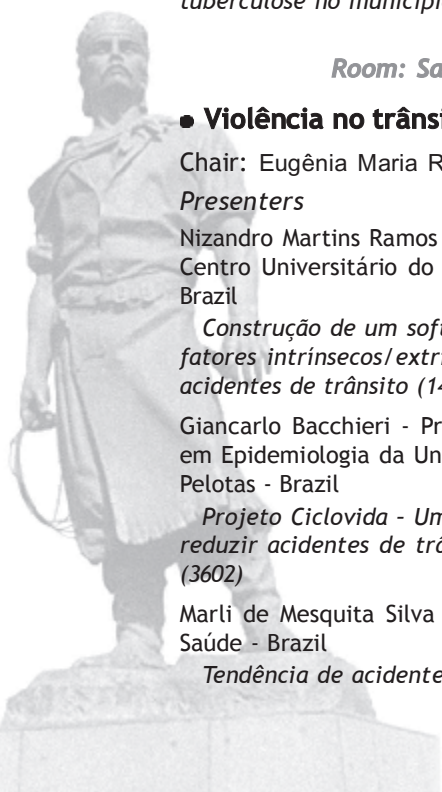 tuberculose no municípi
Room: Sa
• Violência no trânsi
Chair: Eugênia Maria R
Presenters
Nizandro Martins Ramos
Centro Universitário do
Brazil
Construção de um soft
fatores intrínsecos/extrí
acidentes de trânsito (14
Giancarlo Bacchieri - Pr
em Epidemiologia da Un
Pelotas - Brazil
Projeto Ciclovida - Um
reduzir acidentes de trâ
(3602)
Marli de Mesquita Silva
Saúde - Brazil
Tendência de acidente